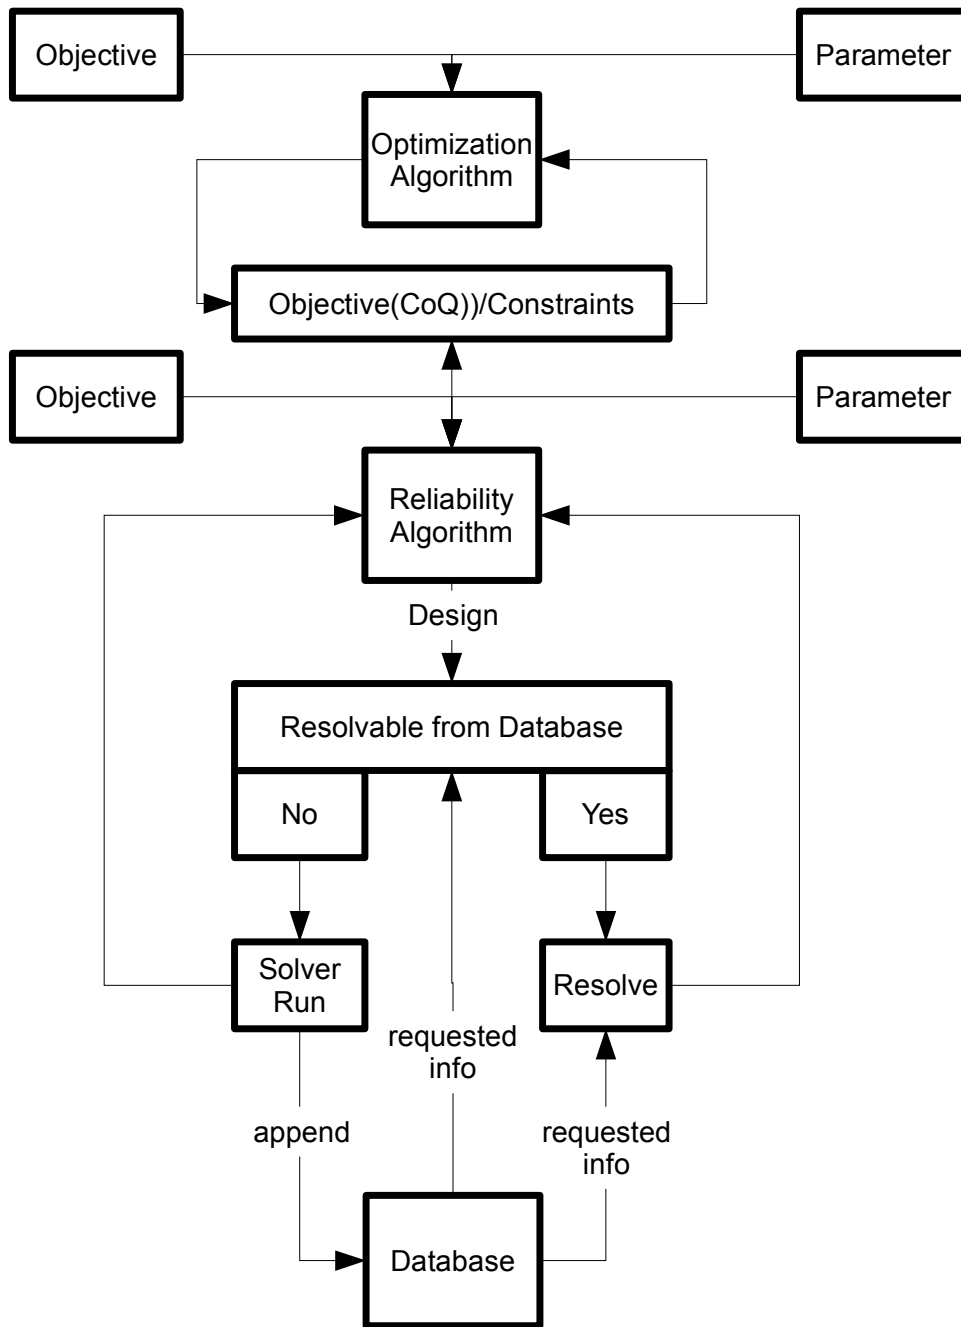 Objective
Parameter
Optimization
Algorithm
Objective(CoQ))/Constraints
Objective
Parameter
Reliability
Algorithm
Design
Resolvable from Database
No
Yes
Solver
Run
Resolve
requested
info
append
requested
info
Database